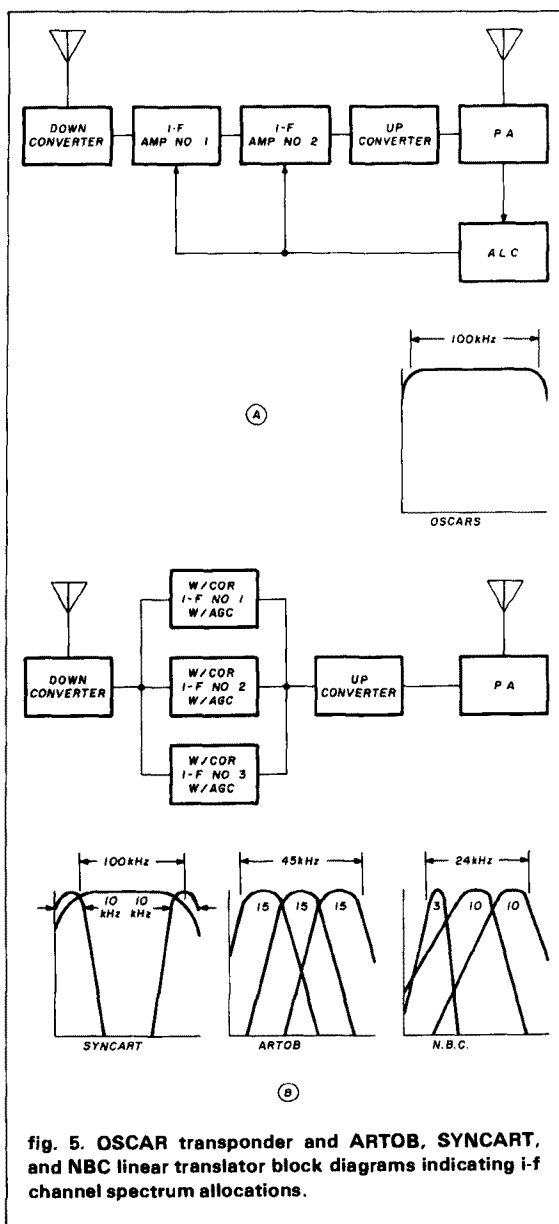 DOWN
CONVERTER
I-F
AMP NO 1
I-F
AMP NO 2
UP
CONVERTER
PA
ALC
100kHz
A
OSCARS
W/COR
I-F NO 1
W/AGC
W/COR
I-F NO 2
W/AGC
W/COR
I-F NO 3
W/AGC
DOWN
CONVERTER
UP
CONVERTER
PA
100kHz
10 10
kHz kHz
SYNCART
45kHz
15 15 15
ARTOB
24kHz
3 10 10
N.B.C.
B
fig. 5. OSCAR transponder and ARTOB, SYNCART,
and NBC linear translator block diagrams indicating i-f
channel spectrum allocations.